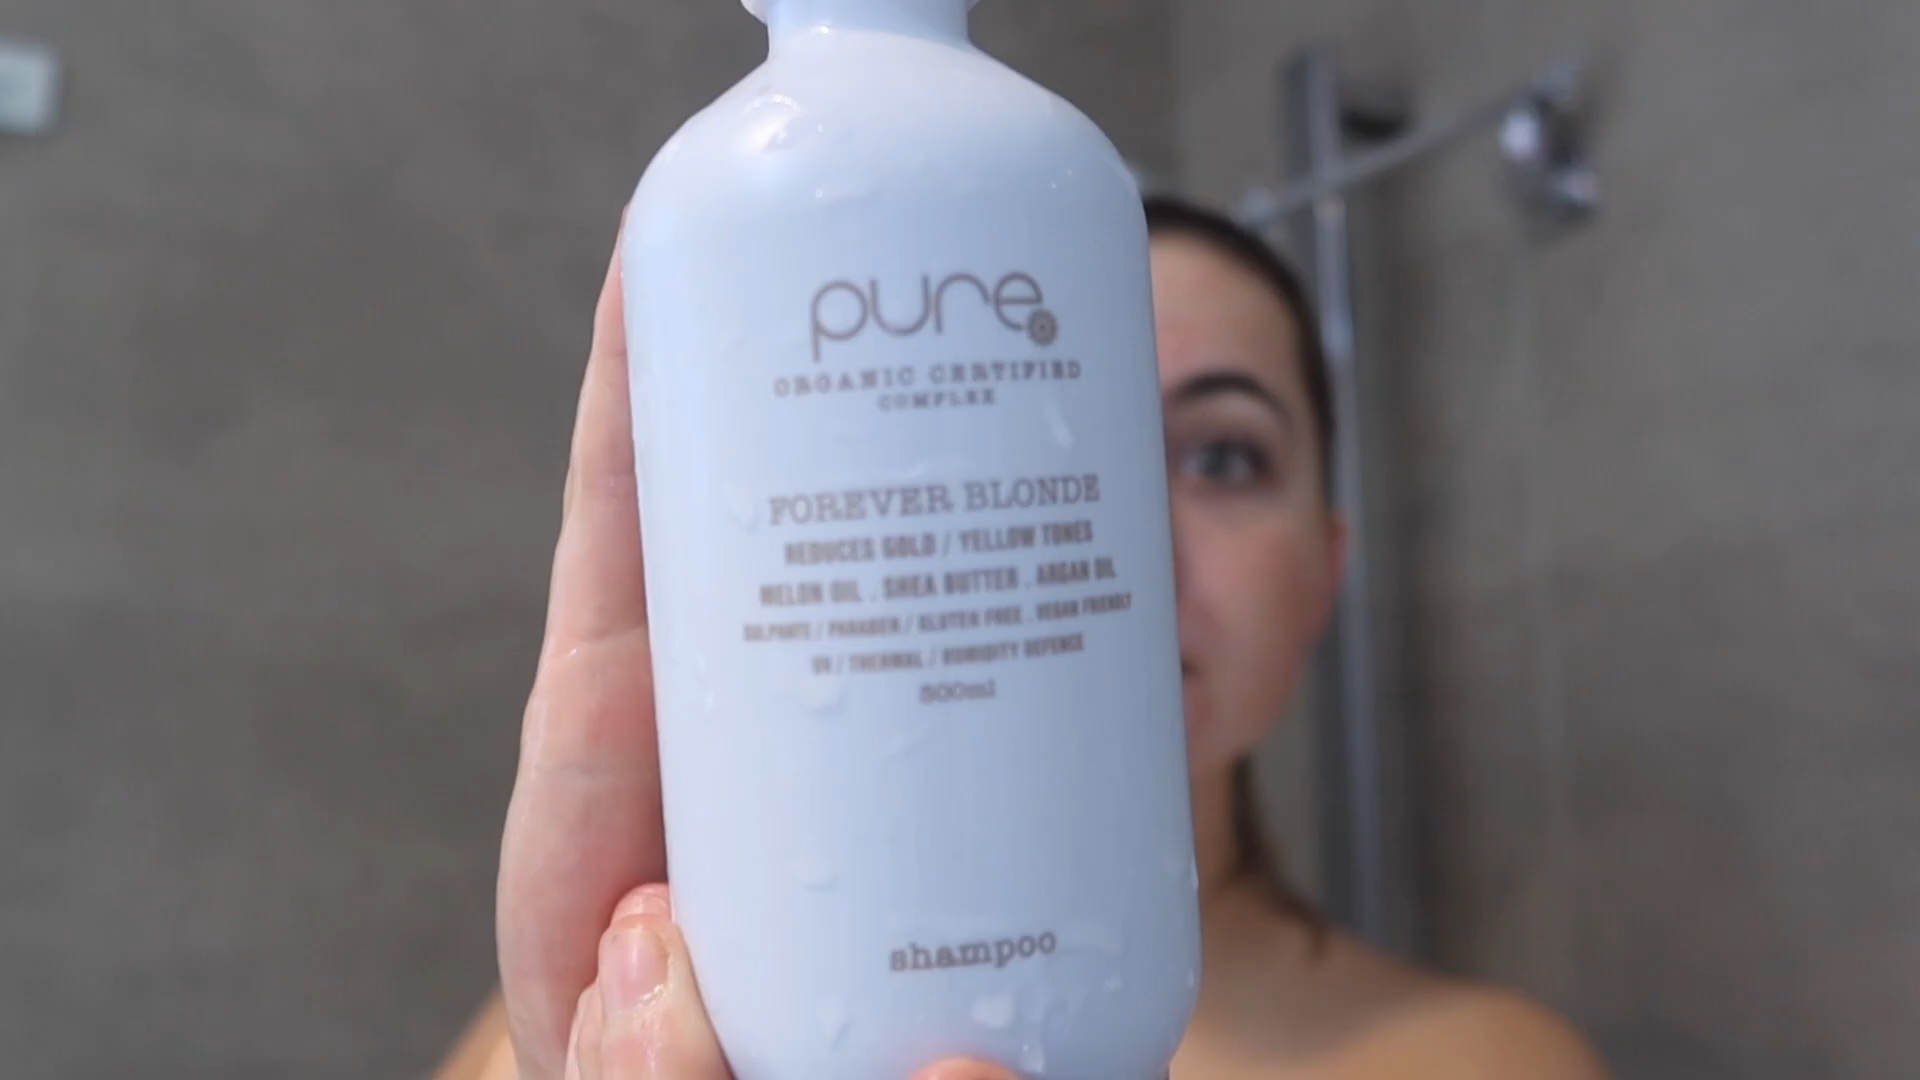 pure
ORGANIC CERTIFIED
COMPLEX
FOREVER BLONDE
REDUCES GOLD / YELLOW TONES
MELON OIL . SHEA BUTTER . ARGAN OIL
SULPHATE / PARABEN / GLUTEN FREE . VEGAN FRIENDLY
UV / THERMAL / HUMIDITY DEFENCE
300ml
shampoo